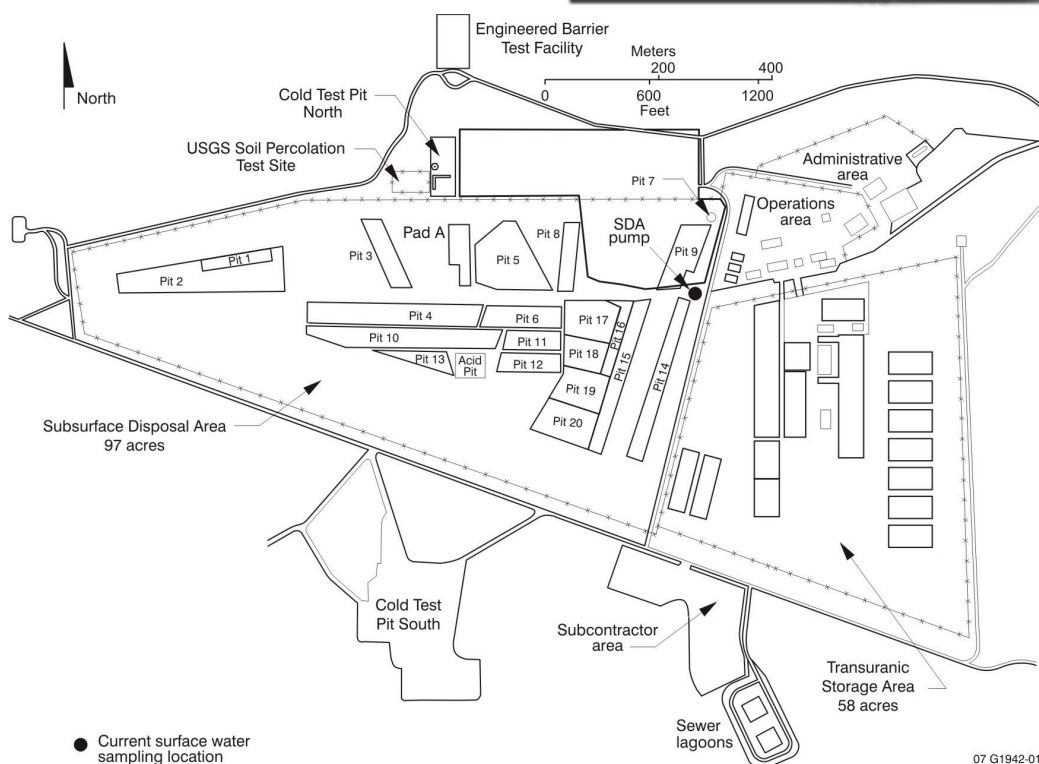 Engineered Barrier
Test Facility
Meters
200 400
0 600 1200
Feet
North
Cold Test Pit
North
USGS Soil Percolation
Test Site
Administrative
area
Pit 7
Operations
area
SDA
pump
Pad A
Pit 8
Pit 3
Pit 5
Pit 9
Pit 1
Pit 2
Pit 4
Pit 6
Pit 17
Pit 16
Pit 10
Pit 11
Pit 18
Pit 15
Pit 13
Acid
Pit
Pit 12
Pit 14
Pit 19
Pit 20
Subsurface Disposal Area
97 acres
Cold Test
Pit South
Subcontractor
area
Transuranic
Storage Area
58 acres
Sewer
lagoons
Current surface water
sampling location
07 G1942-01